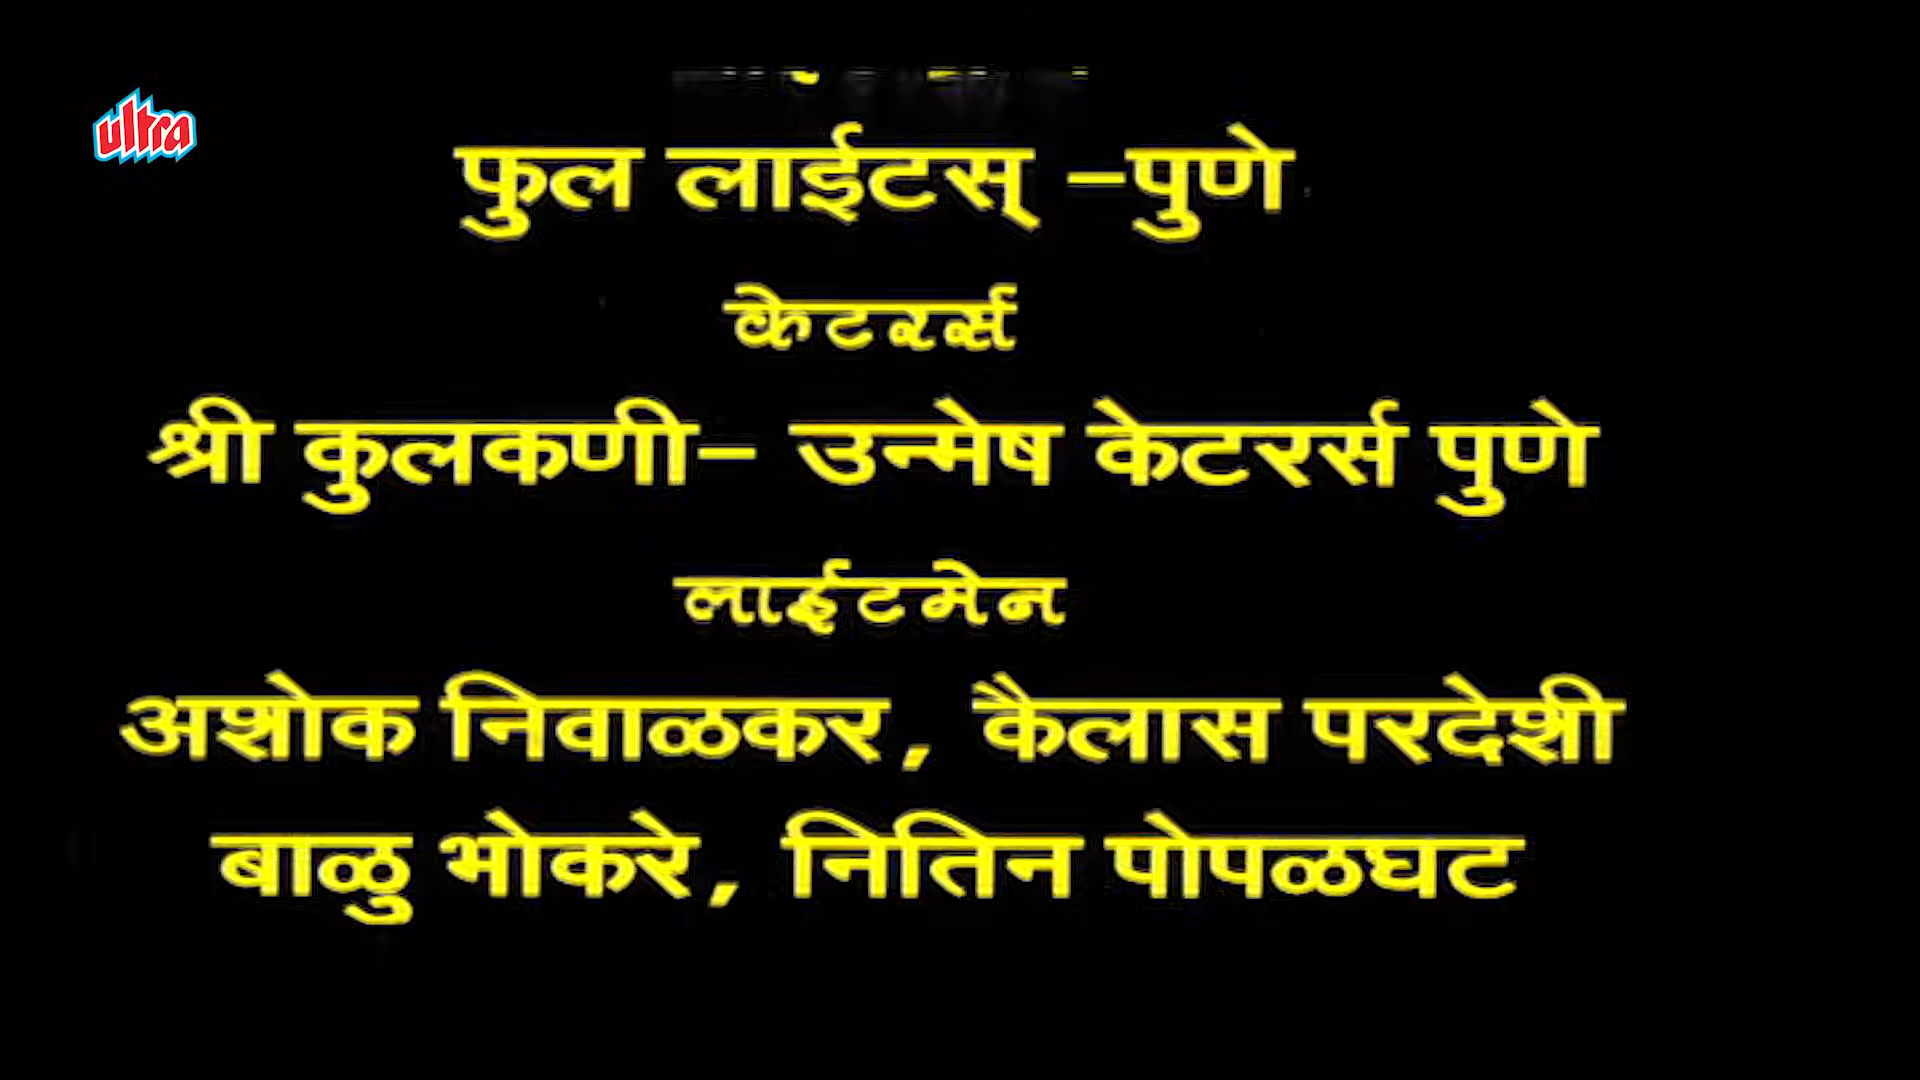 ultra
फुल लाईटस् –पुणे
केटरर्स
श्री कुलकणी– उन्मेष केटरर्स पुणे
लाईटमेन
अशोक निवाळकर, कैलास परदेशी
बाळु भोकरे, नितिन पोपळघट